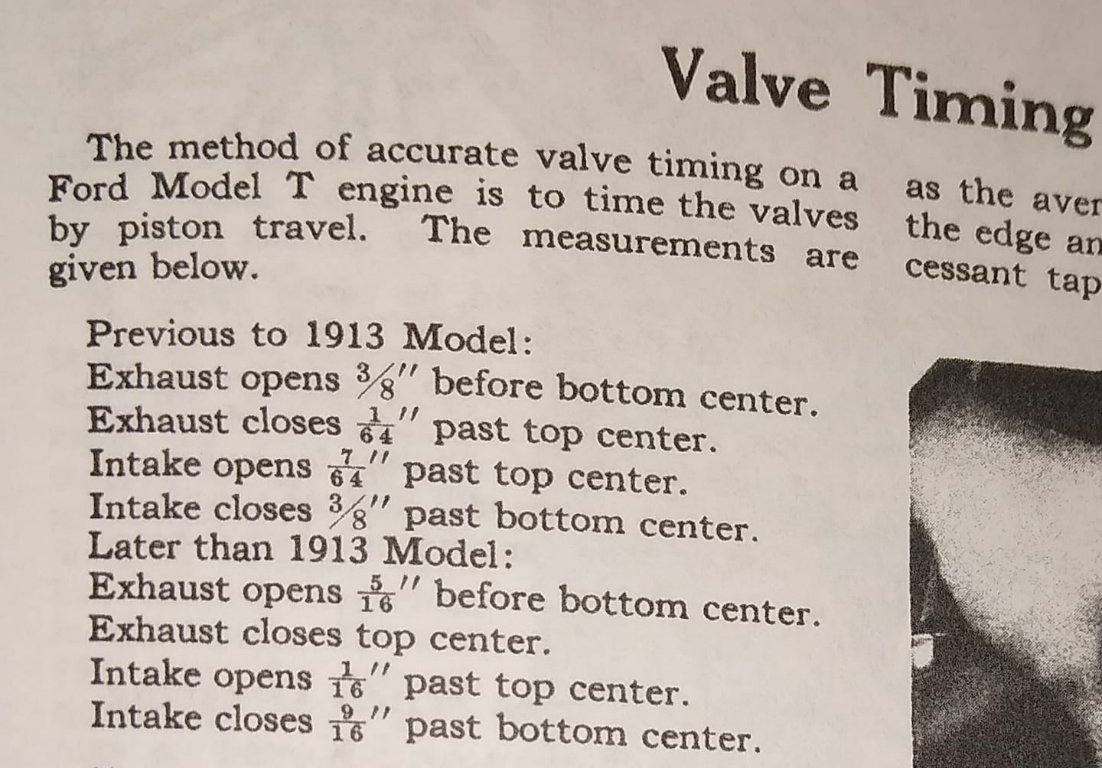 Valve Timing
The method of accurate valve timing on a
Ford Model T engine is to time the valves
by piston travel. The measurements are
given below.
Previous to 1913 Model:
Exhaust opens 3/8″ before bottom center.
Exhaust closes 1/64″ past top center.
Intake opens 7/64″ past top center.
Intake closes 3/8″ past bottom center.
Later than 1913 Model:
Exhaust opens 5/16″ before bottom center.
Exhaust closes top center.
Intake opens 1/16″ past top center.
Intake closes 9/16″ past bottom center.
as the aver
the edge an
cessant tap